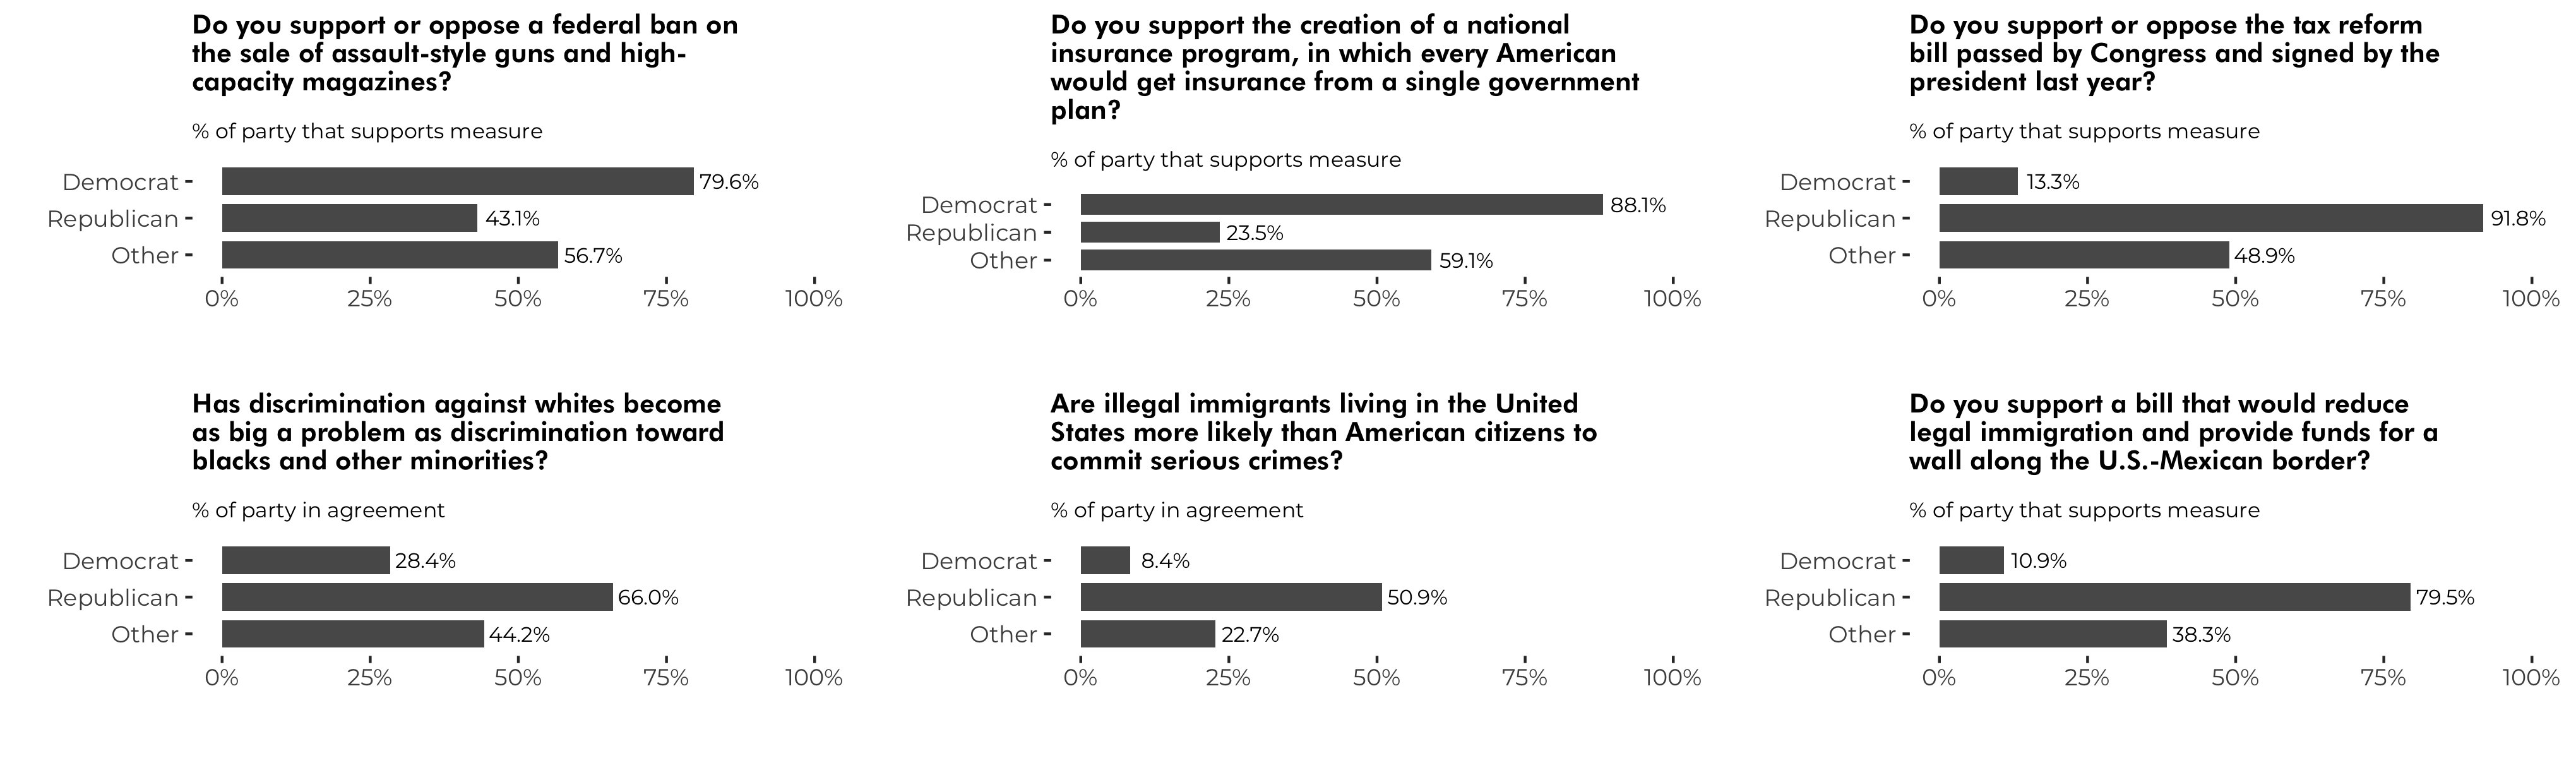 Do you support or oppose a federal ban on
the sale of assault-style guns and high-
capacity magazines?
% of party that supports measure
Democrat 79.6%
Republican 43.1%
Other 56.7%
0% 25% 50% 75% 100%
Do you support the creation of a national
insurance program, in which every American
would get insurance from a single government
plan?
% of party that supports measure
Democrat 88.1%
Republican 23.5%
Other 59.1%
0% 25% 50% 75% 100%
Do you support or oppose the tax reform
bill passed by Congress and signed by the
president last year?
% of party that supports measure
Democrat 13.3%
Republican 91.8%
Other 48.9%
0% 25% 50% 75% 100%
Has discrimination against whites become
as big a problem as discrimination toward
blacks and other minorities?
% of party in agreement
Democrat 28.4%
Republican 66.0%
Other 44.2%
0% 25% 50% 75% 100%
Are illegal immigrants living in the United
States more likely than American citizens to
commit serious crimes?
% of party in agreement
Democrat 8.4%
Republican 50.9%
Other 22.7%
0% 25% 50% 75% 100%
Do you support a bill that would reduce
legal immigration and provide funds for a
wall along the U.S.-Mexican border?
% of party that supports measure
Democrat 10.9%
Republican 79.5%
Other 38.3%
0% 25% 50% 75% 100%